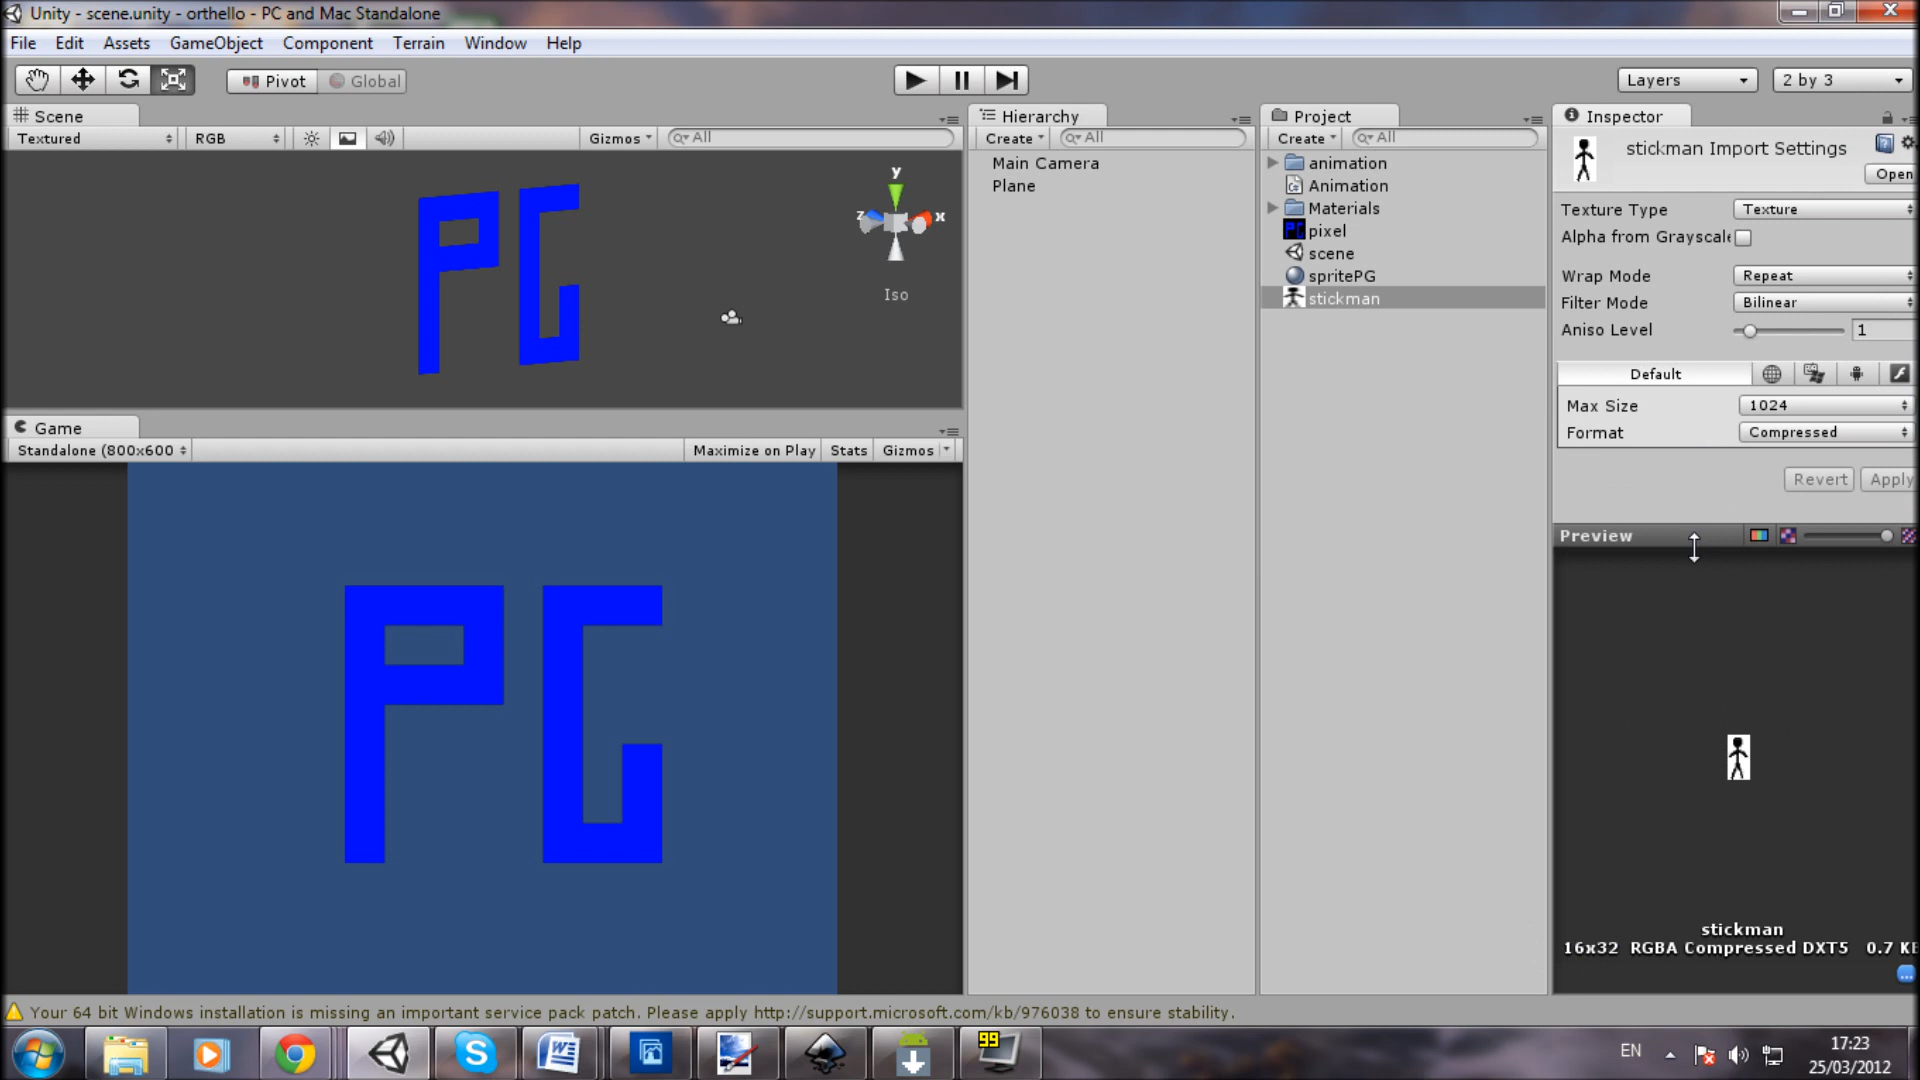 Unity - scene.unity - orthello - PC and Mac Standalone
File Edit Assets GameObject Component Terrain Window Help
Pivot Global
Layers 2 by 3
Scene
Textured RGB Gizmos All
y
z x
Iso
PG
Game
Standalone (800x600 Maximize on Play Stats Gizmos
PG
Hierarchy
Create All
Main Camera
Plane
Project
Create All
animation
Animation
Materials
pixel
scene
spritePG
stickman
Inspector
stickman Import Settings
Open
Texture Type Texture
Alpha from Grayscale
Wrap Mode Repeat
Filter Mode Bilinear
Aniso Level 1
Default
Max Size 1024
Format Compressed
Revert Apply
Preview
stickman
16x32 RGBA Compressed DXT5 0.7 KB
Your 64 bit Windows installation is missing an important service pack patch. Please apply http://support.microsoft.com/kb/976038 to ensure stability.
99
EN
17:23
25/03/2012